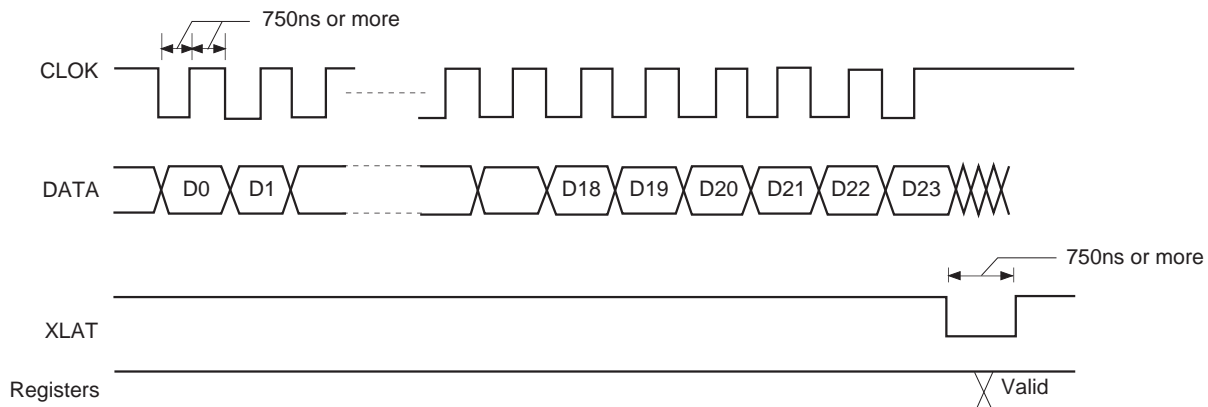 750ns or more
CLOK
DATA D0 D1 D18 D19 D20 D21 D22 D23
750ns or more
XLAT
Registers Valid